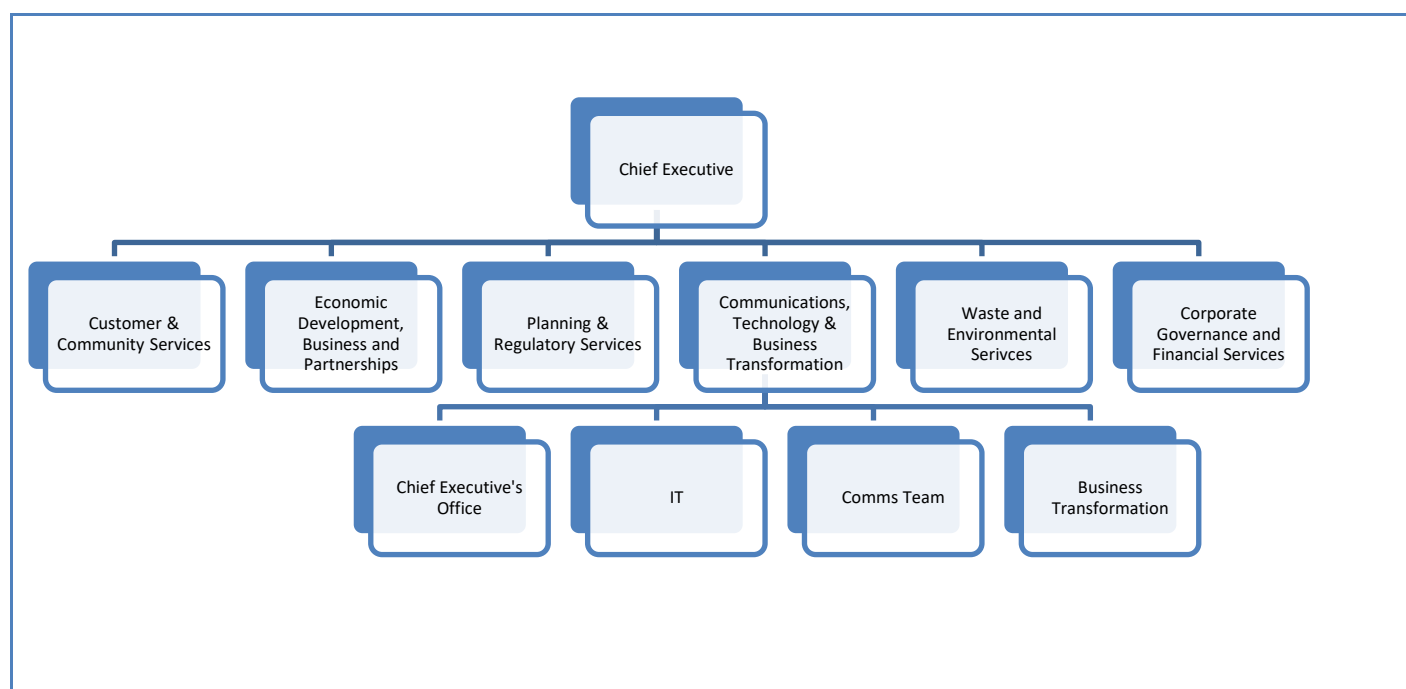 Chief Executive
Customer &
Community Services
Economic
Development,
Business and
Partnerships
Planning &
Regulatory Services
Communications,
Technology &
Business
Transformation
Waste and
Environmental
Serivces
Corporate
Governance and
Financial Services
Chief Executive's
Office
IT
Comms Team
Business
Transformation